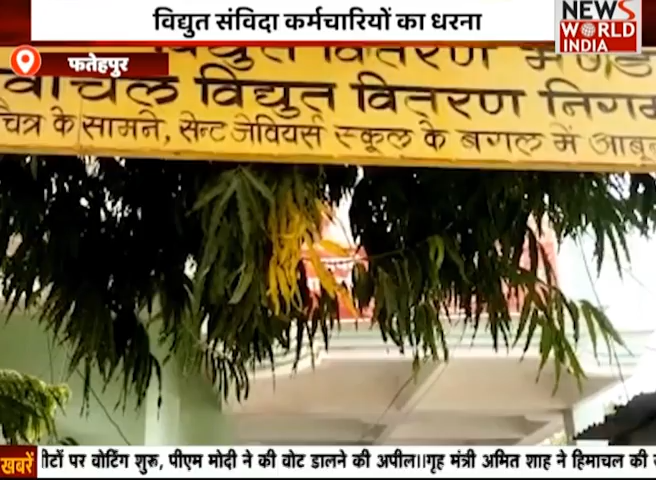 विद्युत संविदा कर्मचारियों का धरना
NEWS
WORLD
INDIA
फतेहपुर
विद्युत वितरण
वांचल विद्युत वितरण निगम
चित्र के सामने, सेन्ट जेवियर्स स्कूल के बगल में आबू
खबरें
ीटों पर वोटिंग शुरू, पीएम मोदी ने की वोट डालने की अपील।।गृह मंत्री अमित शाह ने हिमाचल की